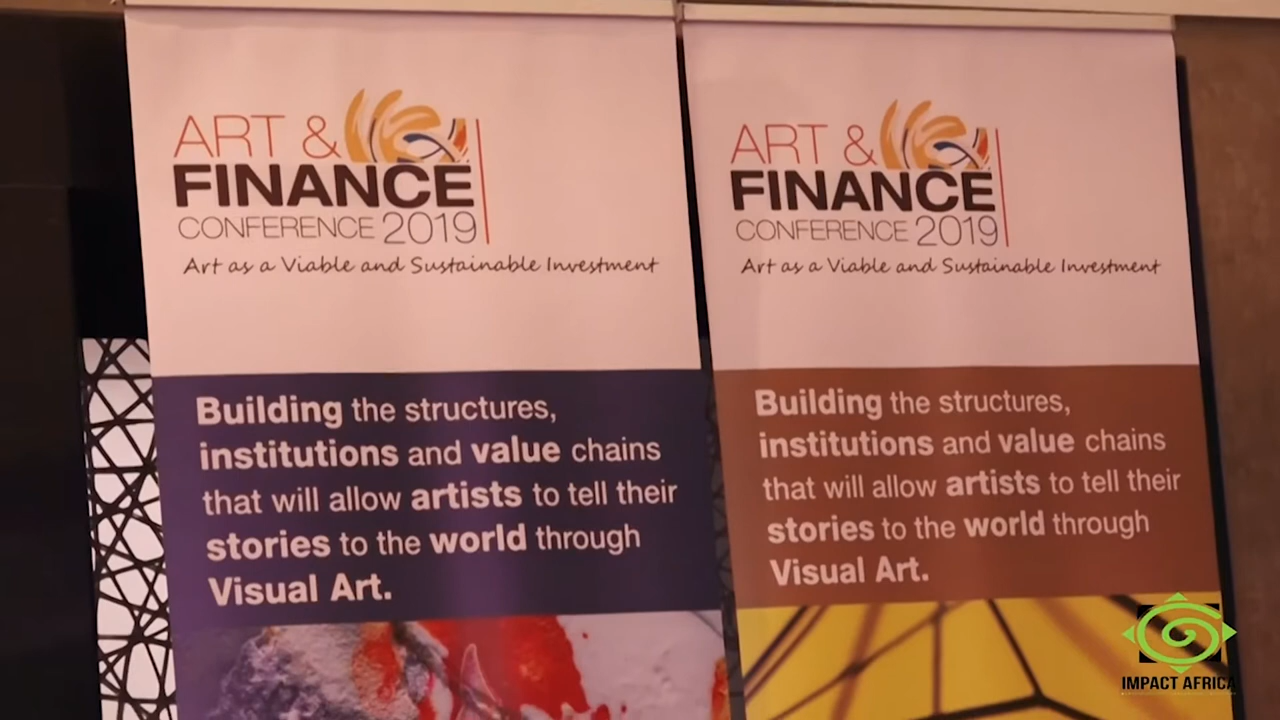 ART &
FINANCE
CONFERENCE 2019
Art as a Viable and Sustainable Investment
Building the structures,
institutions and value chains
that will allow artists to tell their
stories to the world through
Visual Art.
ART &
FINANCE
CONFERENCE 2019
Art as a Viable and Sustainable Investment
Building the structures,
institutions and value chains
that will allow artists to tell their
stories to the world through
Visual Art.
IMPACT AFRICA